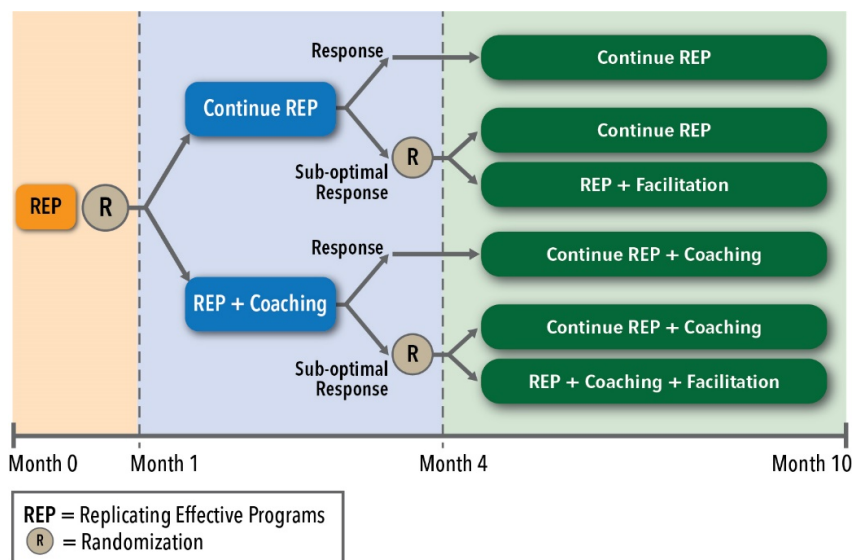 Response
Continue REP
Continue REP
R
Continue REP
Sub-optimal
Response
REP + Facilitation
REP
R
Response
Continue REP + Coaching
REP + Coaching
R
Continue REP + Coaching
Sub-optimal
Response
REP + Coaching + Facilitation
Month 0
Month 1
Month 4
Month 10
REP = Replicating Effective Programs
R = Randomization